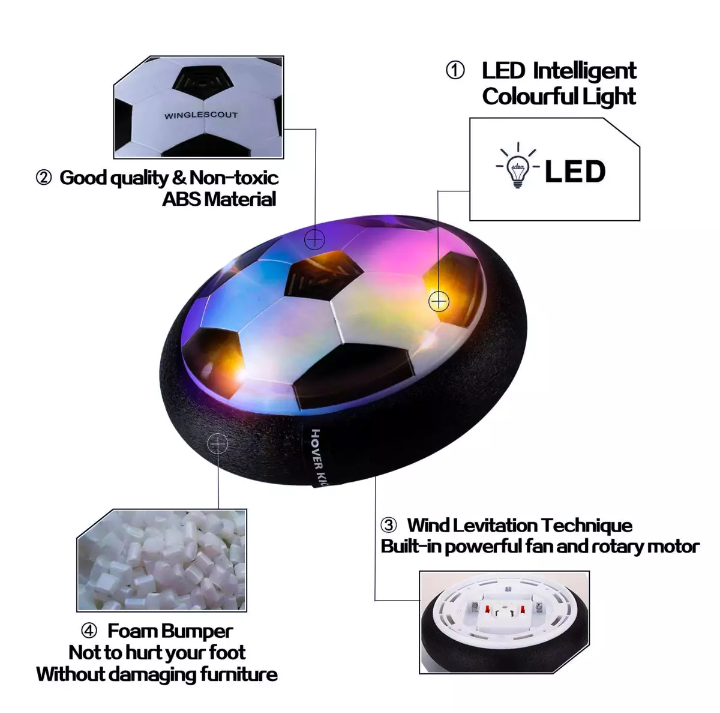 ① LED Intelligent
Colourful Light
LED
WINGLESCOUT
② Good quality & Non-toxic
ABS Material
HOVER
③ Wind Levitation Technique
Built-in powerful fan and rotary motor
④ Foam Bumper
Not to hurt your foot
Without damaging furniture